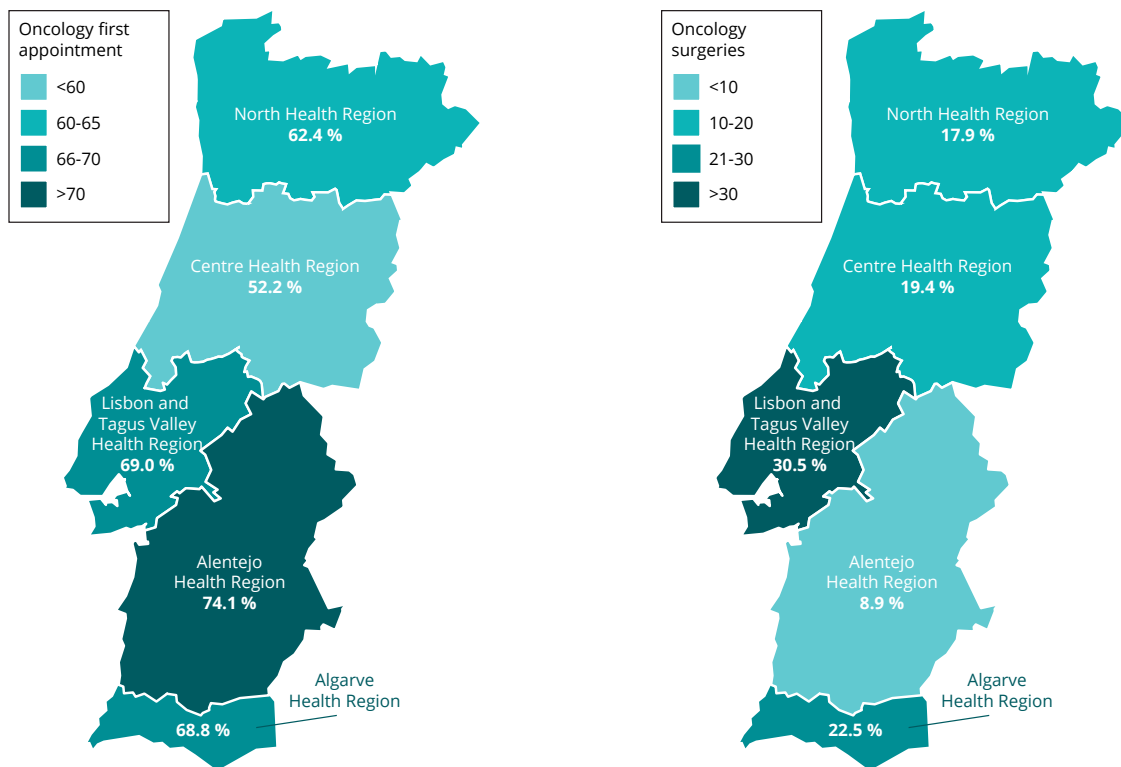 Oncology first
appointment
<60
60-65
66-70
>70
North Health Region
62.4 %
Centre Health Region
52.2 %
Lisbon and
Tagus Valley
Health Region
69.0 %
Alentejo
Health Region
74.1 %
Algarve
Health Region
68.8 %
Oncology
surgeries
<10
10-20
21-30
>30
North Health Region
17.9 %
Centre Health Region
19.4 %
Lisbon and
Tagus Valley
Health Region
30.5 %
Alentejo
Health Region
8.9 %
Algarve
Health Region
22.5 %